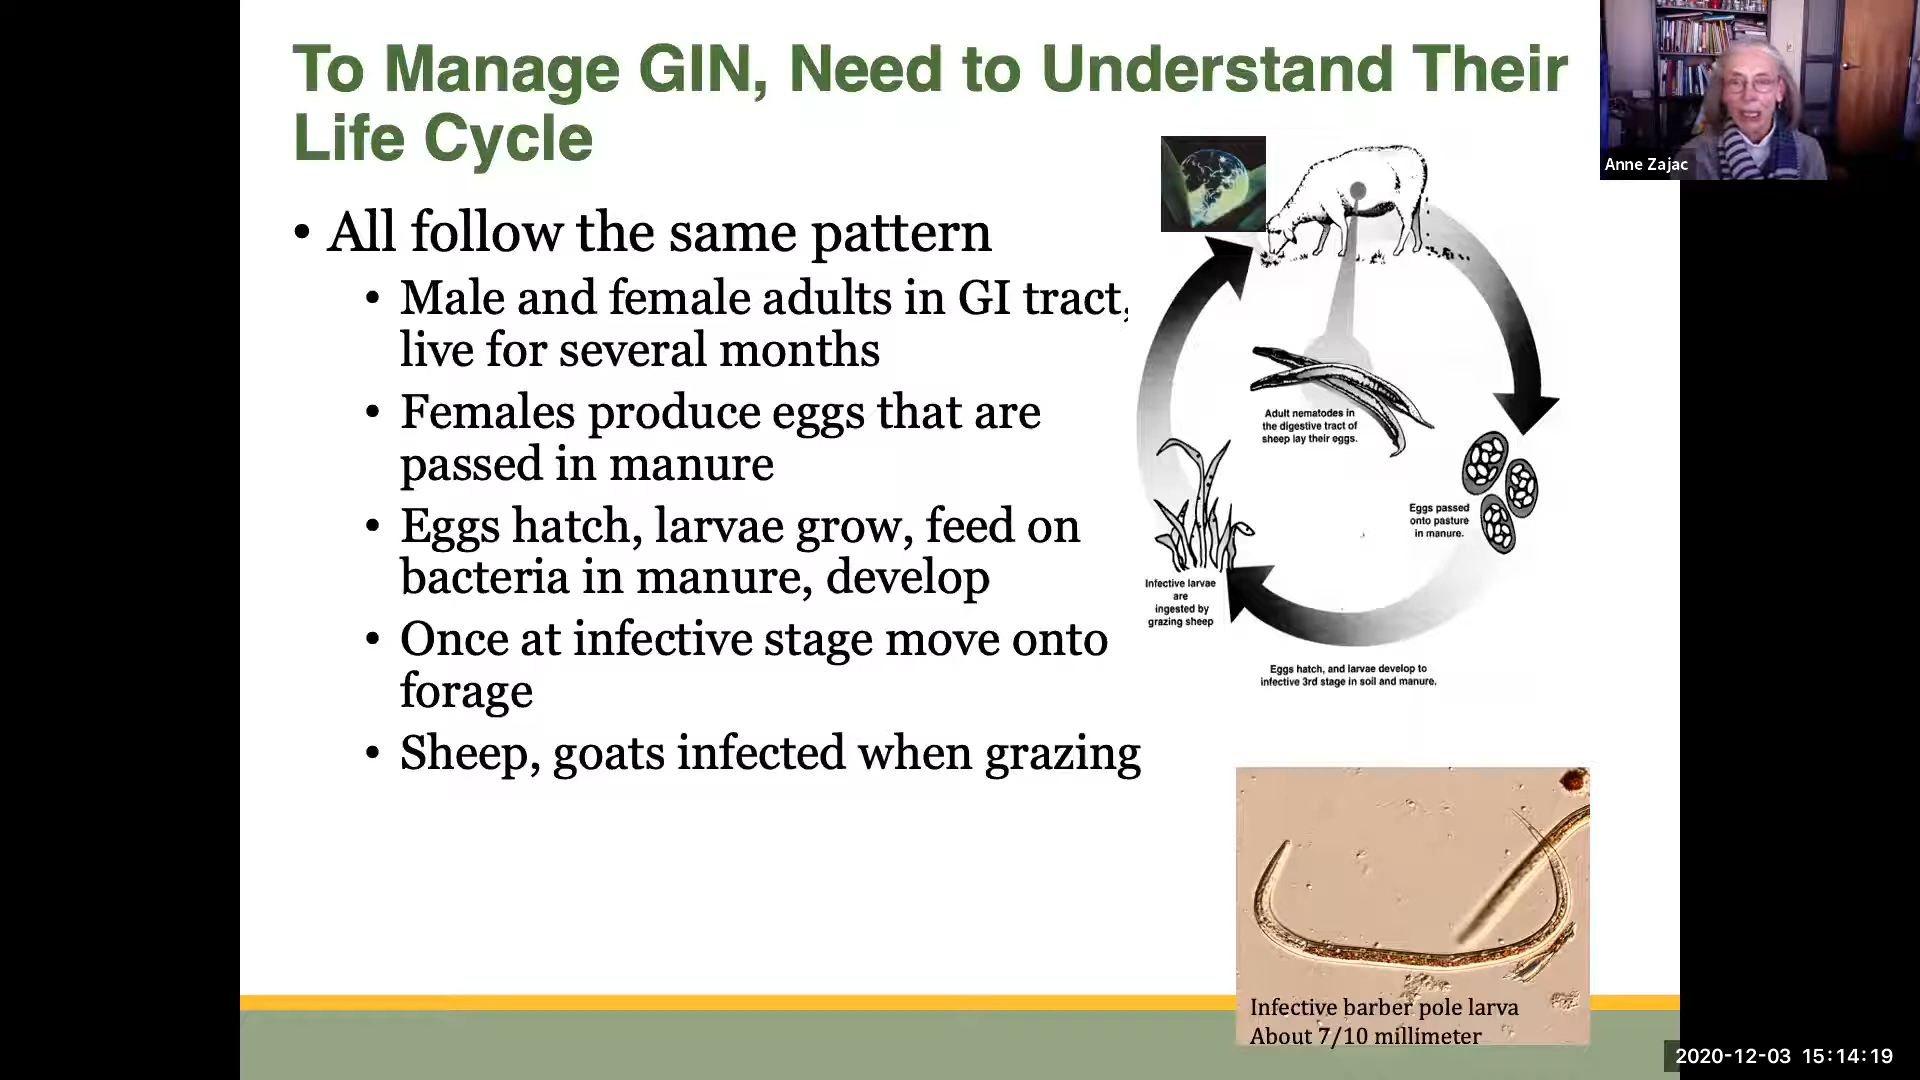 To Manage GIN, Need to Understand Their
Life Cycle
Anne Zajac
• All follow the same pattern
• Male and female adults in GI tract,
live for several months
• Females produce eggs that are
passed in manure
• Eggs hatch, larvae grow, feed on
bacteria in manure, develop
• Once at infective stage move onto
forage
• Sheep, goats infected when grazing
Adult nematodes in
the digestive tract of
sheep lay their eggs.
Eggs passed
onto pasture
in manure.
Infective larvae
are
ingested by
grazing sheep
Eggs hatch, and larvae develop to
infective 3rd stage in soil and manure.
Infective barber pole larva
About 7/10 millimeter
2020-12-03 15:14:19